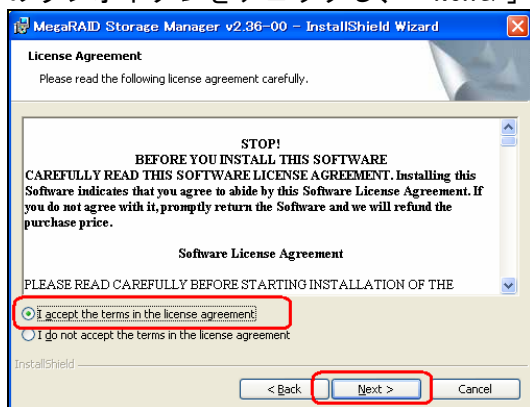 MegaRAID Storage Manager v2.36-00 - InstallShield Wizard
License Agreement
Please read the following license agreement carefully.
STOP!
BEFORE YOU INSTALL THIS SOFTWARE
CAREFULLY READ THIS SOFTWARE LICENSE AGREEMENT. Installing this
Software indicates that you agree to abide by this Software License Agreement. If
you do not agree with it, promptly return the Software and we will refund the
purchase price.
Software License Agreement
PLEASE READ CAREFULLY BEFORE STARTING INSTALLATION OF THE
I accept the terms in the license agreement
I do not accept the terms in the license agreement
InstallShield
< Back Next > Cancel